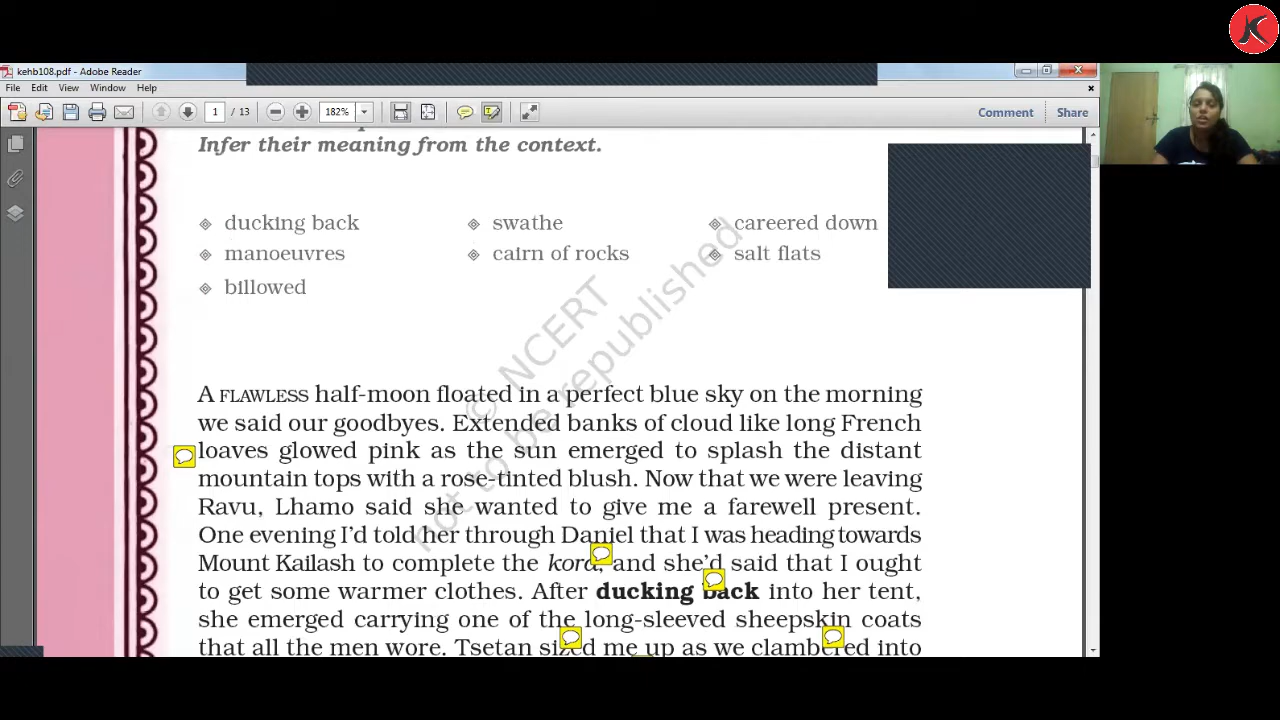 kehb108.pdf - Adobe Reader
File Edit View Window Help
1 / 13 182% Comment Share
Infer their meaning from the context.
ducking back swathe careered down
manoeuvres cairn of rocks salt flats
billowed
© NCERT
not to be republished
A FLAWLESS half-moon floated in a perfect blue sky on the morning
we said our goodbyes. Extended banks of cloud like long French
loaves glowed pink as the sun emerged to splash the distant
mountain tops with a rose-tinted blush. Now that we were leaving
Ravu, Lhamo said she wanted to give me a farewell present.
One evening I'd told her through Daniel that I was heading towards
Mount Kailash to complete the kora, and she'd said that I ought
to get some warmer clothes. After ducking back into her tent,
she emerged carrying one of the long-sleeved sheepskin coats
that all the men wore. Tsetan sized me up as we clambered into